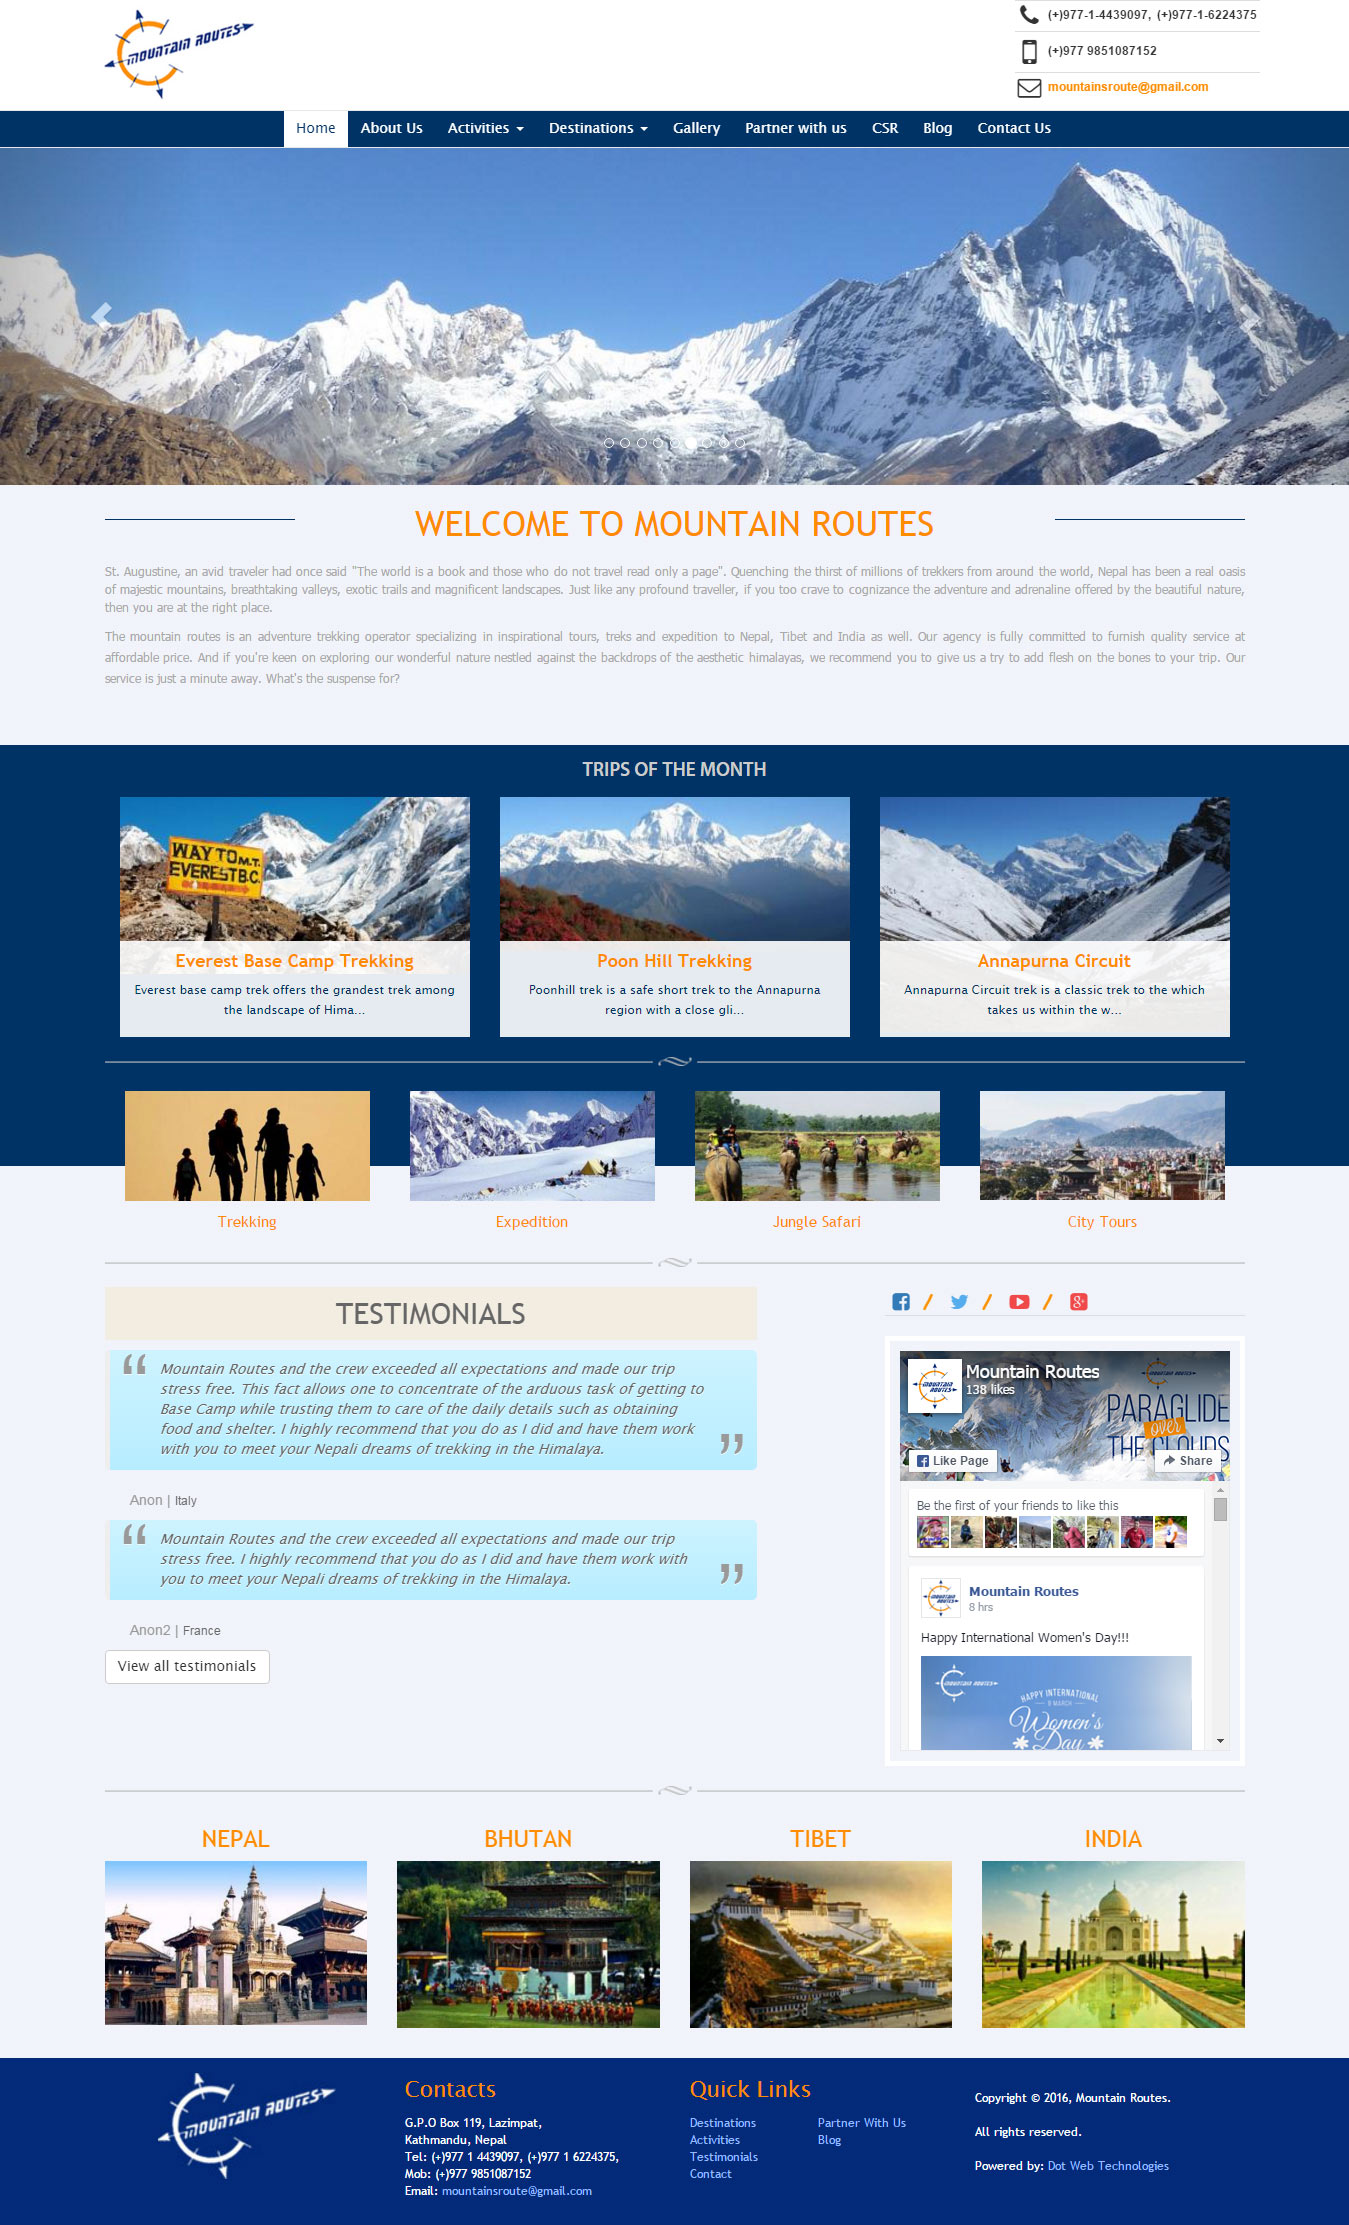 MOUNTAIN ROUTES
(+)977-1-4439097, (+)977-1-6224375
(+)977 9851087152
mountainsroute@gmail.com
Home About Us Activities Destinations Gallery Partner with us CSR Blog Contact Us
WELCOME TO MOUNTAIN ROUTES
St. Augustine, an avid traveler had once said "The world is a book and those who do not travel read only a page". Quenching the thirst of millions of trekkers from around the world, Nepal has been a real oasis
of majestic mountains, breathtaking valleys, exotic trails and magnificent landscapes. Just like any profound traveller, if you too crave to cognizance the adventure and adrenaline offered by the beautiful nature,
then you are at the right place.
The mountain routes is an adventure trekking operator specializing in inspirational tours, treks and expedition to Nepal, Tibet and India as well. Our agency is fully committed to furnish quality service at
affordable price. And if you're keen on exploring our wonderful nature nestled against the backdrops of the aesthetic himalayas, we recommend you to give us a try to add flesh on the bones to your trip. Our
service is just a minute away. What's the suspense for?
TRIPS OF THE MONTH
WAY TO M.T.
EVEREST B.C.
Everest Base Camp Trekking
Everest base camp trek offers the grandest trek among
the landscape of Hima...
Poon Hill Trekking
Poonhill trek is a safe short trek to the Annapurna
region with a close gli...
Annapurna Circuit
Annapurna Circuit trek is a classic trek to the which
takes us within the w...
Trekking
Expedition
Jungle Safari
City Tours
TESTIMONIALS
“ Mountain Routes and the crew exceeded all expectations and made our trip
stress free. This fact allows one to concentrate of the arduous task of getting to
Base Camp while trusting them to care of the daily details such as obtaining
food and shelter. I highly recommend that you do as I did and have them work
with you to meet your Nepali dreams of trekking in the Himalaya. ”
Anon | Italy
“ Mountain Routes and the crew exceeded all expectations and made our trip
stress free. I highly recommend that you do as I did and have them work with
you to meet your Nepali dreams of trekking in the Himalaya. ”
Anon2 | France
View all testimonials
MOUNTAIN ROUTES
Mountain Routes
138 likes
MOUNTAIN ROUTES
PARAGLIDE
over
THE CLOUDS
Like Page
Share
Be the first of your friends to like this
MOUNTAIN ROUTES
Mountain Routes
8 hrs
Happy International Women's Day!!!
MOUNTAIN ROUTES
HAPPY INTERNATIONAL
8 MARCH
Women's
Day
NEPAL
BHUTAN
TIBET
INDIA
MOUNTAIN ROUTES
Contacts
G.P.O Box 119, Lazimpat,
Kathmandu, Nepal
Tel: (+)977 1 4439097, (+)977 1 6224375,
Mob: (+)977 9851087152
Email: mountainsroute@gmail.com
Quick Links
Destinations
Activities
Testimonials
Contact
Partner With Us
Blog
Copyright © 2016, Mountain Routes.
All rights reserved.
Powered by: Dot Web Technologies